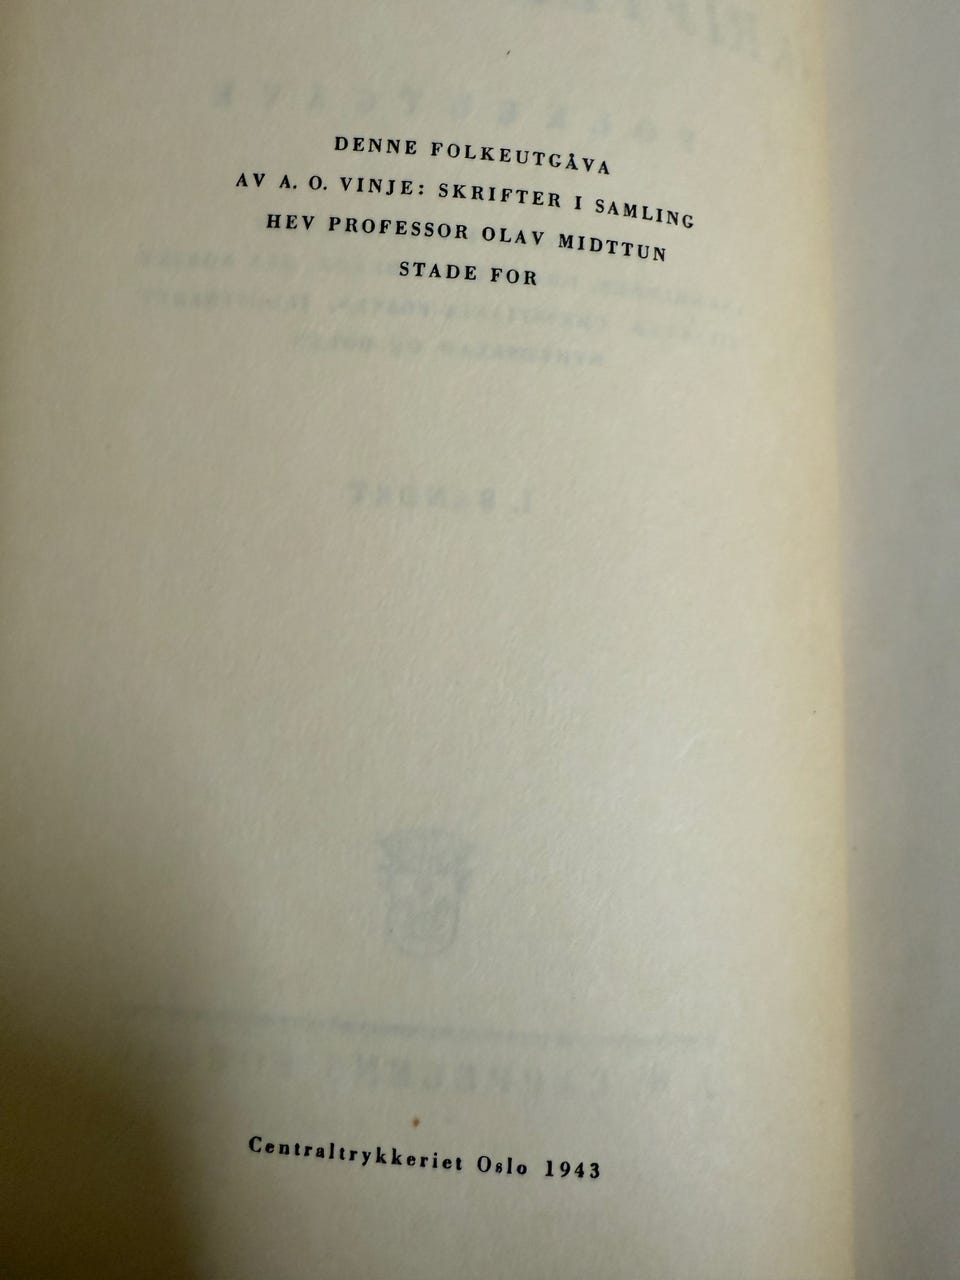 DENNE FOLKEUTGÅVA
AV A. O. VINJE: SKRIFTER I SAMLING
HEV PROFESSOR OLAV MIDTTUN
STADE FOR
Centraltrykkeriet Oslo 1943